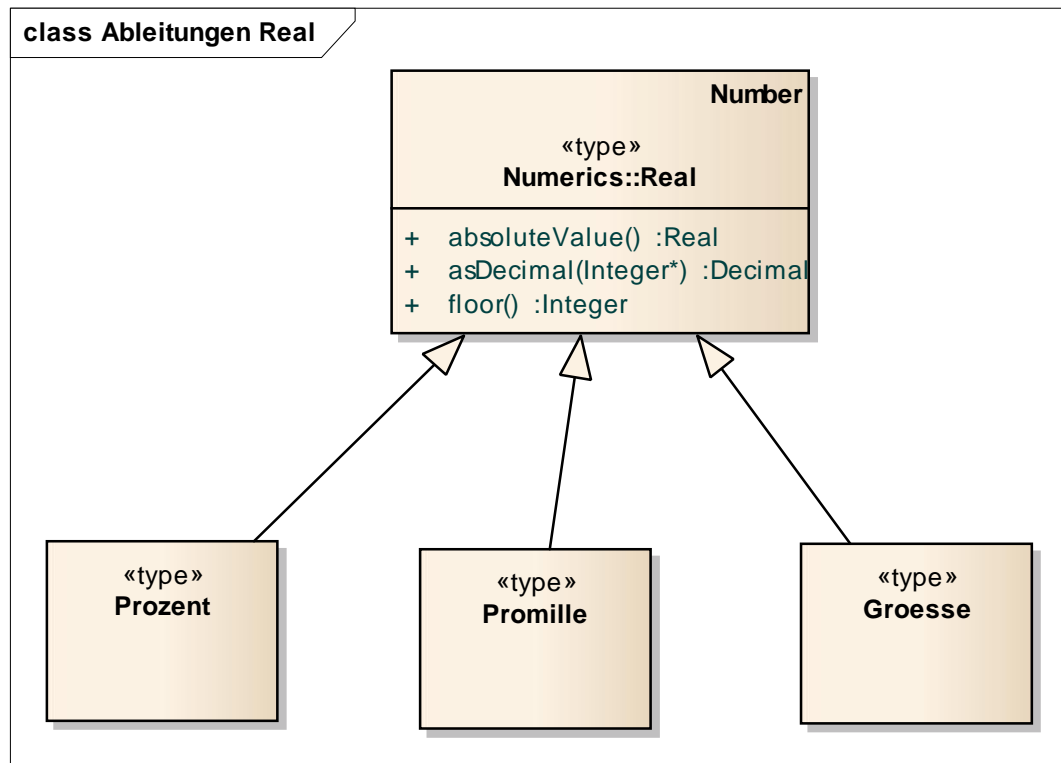 class Ableitungen Real
Number
«type»
Numerics::Real
+ absoluteValue() :Real
+ asDecimal(Integer*) :Decimal
+ floor() :Integer
«type»
Prozent
«type»
Promille
«type»
Groesse